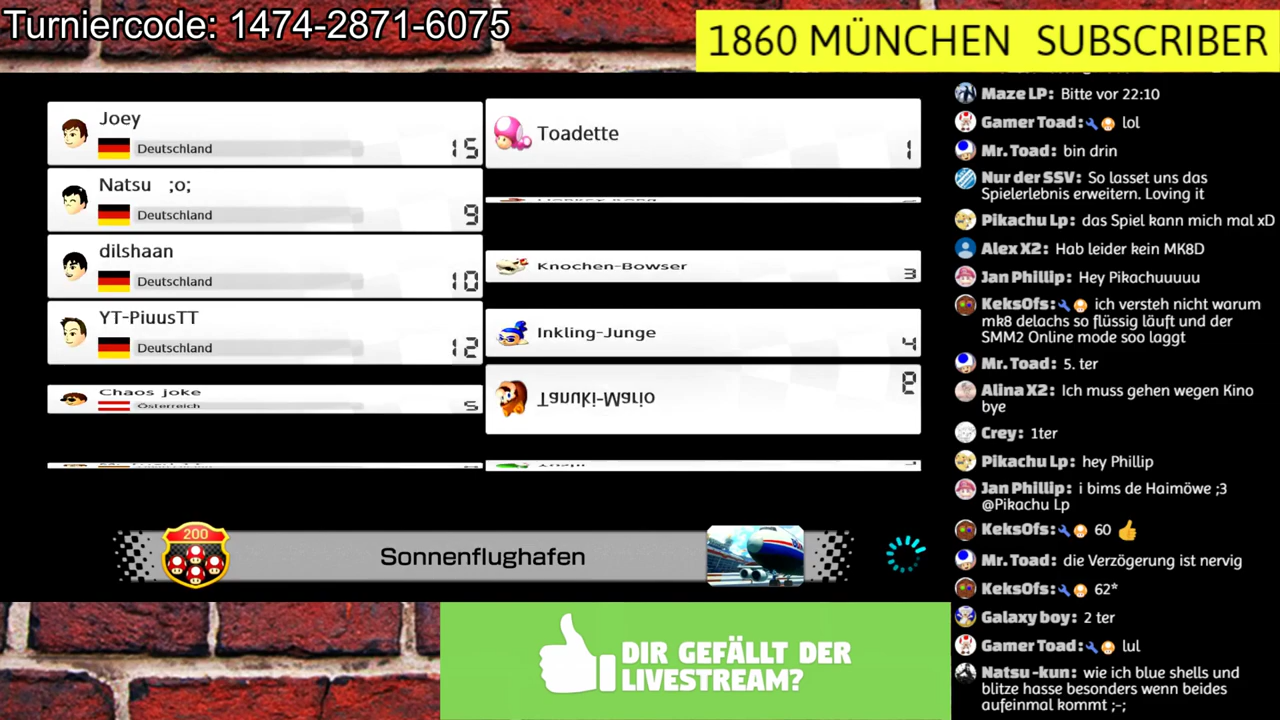 Turniercode: 1474-2871-6075
1860 MÜNCHEN SUBSCRIBER
Joey
Deutschland
15
Natsu ;o;
Deutschland
9
dilshaan
Deutschland
10
YT-PiuusTT
Deutschland
12
Chaos joke
Österreich
5
Toadette
1
Knochen-Bowser
3
Inkling-Junge
4
Tanuki-Mario
200
Sonnenflughafen
DIR GEFÄLLT DER
LIVESTREAM?
Maze LP: Bitte vor 22:10
Gamer Toad: lol
Mr. Toad: bin drin
Nur der SSV: So lasset uns das
Spielerlebnis erweitern. Loving it
Pikachu Lp: das Spiel kann mich mal xD
Alex X2: Hab leider kein MK8D
Jan Phillip: Hey Pikachuuuuu
KeksOfs: ich versteh nicht warum
mk8 delachs so flüssig läuft und der
SMM2 Online mode soo laggt
Mr. Toad: 5. ter
Alina X2: Ich muss gehen wegen Kino
bye
Crey: 1ter
Pikachu Lp: hey Phillip
Jan Phillip: i bims de Haimöwe ;3
@Pikachu Lp
KeksOfs: 60 👍
Mr. Toad: die Verzögerung ist nervig
KeksOfs: 62*
Galaxy boy: 2 ter
Gamer Toad: lul
Natsu -kun: wie ich blue shells und
blitze hasse besonders wenn beides
aufeinmal kommt ;-;